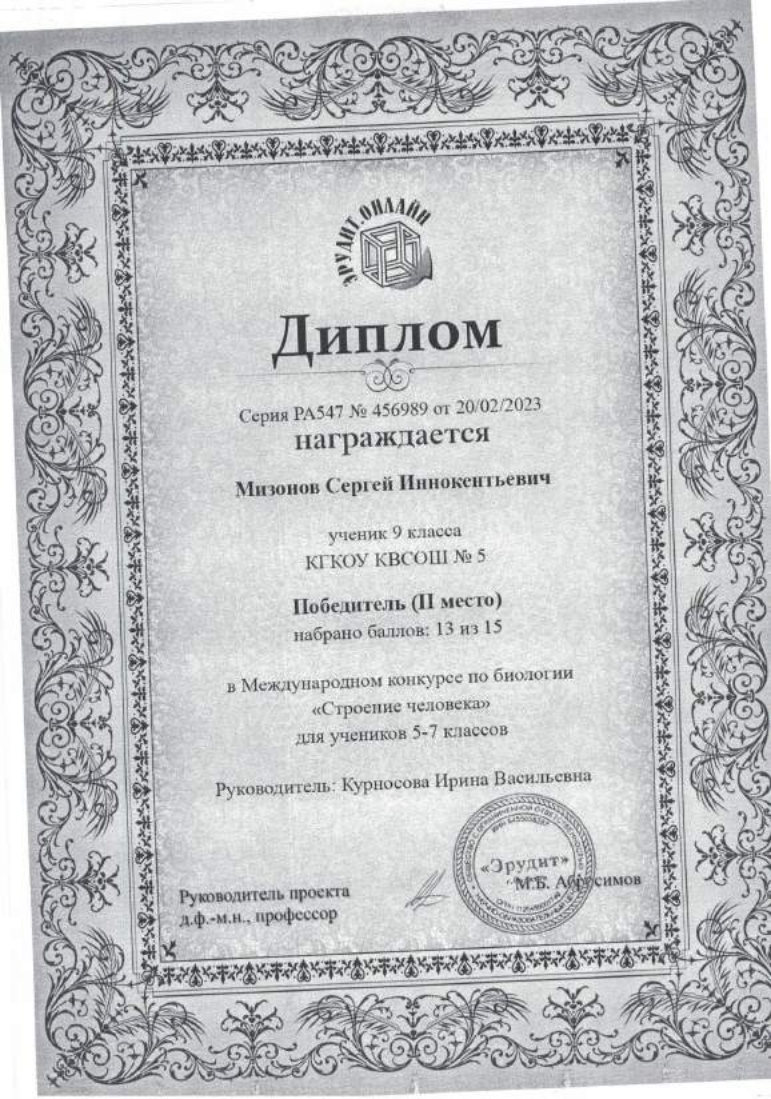 ЭРУДИТ.ОНЛАЙН
Диплом
Серия РА547 № 456989 от 20/02/2023
награждается
Мизонов Сергей Иннокентьевич
ученик 9 класса
КГКОУ КВСОШ № 5
Победитель (II место)
набрано баллов: 13 из 15
в Международном конкурсе по биологии
«Строение человека»
для учеников 5-7 классов
Руководитель: Курносова Ирина Васильевна
«Эрудит»
Руководитель проекта
д.ф.-м.н., профессор
М.Б. Абросимов